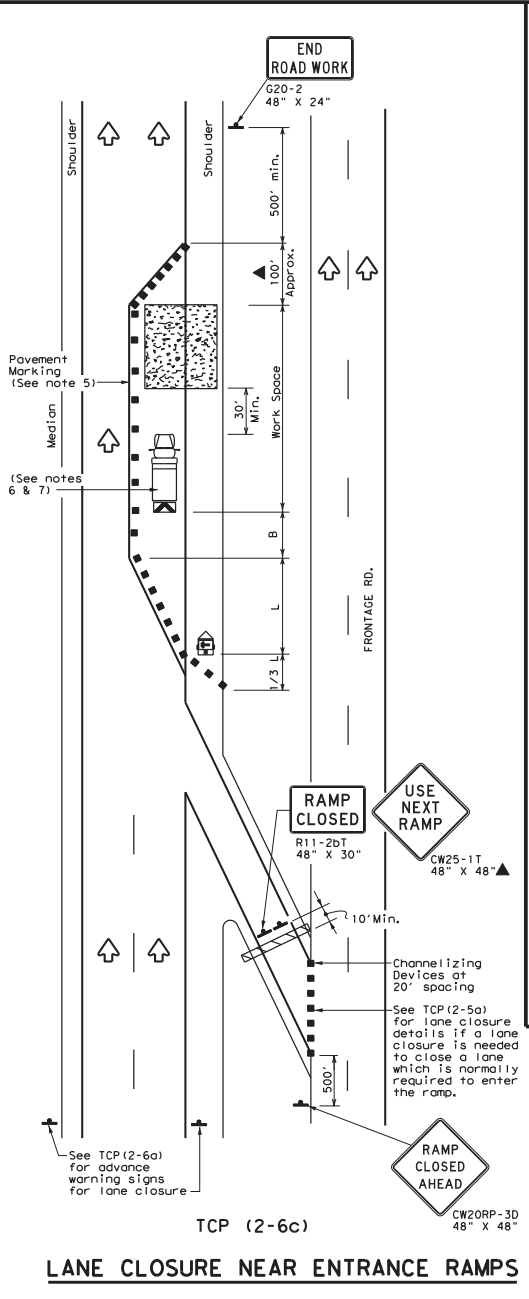 END
ROAD WORK
G20-2
48" X 24"
Shoulder
Shoulder
500' min.
▲ 100'
Approx.
Pavement
Marking
(See note 5)
Median
30'
Min.
Work Space
(See notes
6 & 7)
B
L
1/3 L
FRONTAGE RD.
RAMP
CLOSED
R11-2bT
48" X 30"
USE
NEXT
RAMP
CW25-1T
48" X 48"▲
10'Min.
Channelizing
Devices at
20' spacing
See TCP(2-5a)
for lane closure
details if a lane
closure is needed
to close a lane
which is normally
required to enter
the ramp.
500'
See TCP(2-6a)
for advance
warning signs
for lane closure
RAMP
CLOSED
AHEAD
CW20RP-3D
48" X 48"
TCP (2-6c)
LANE CLOSURE NEAR ENTRANCE RAMPS